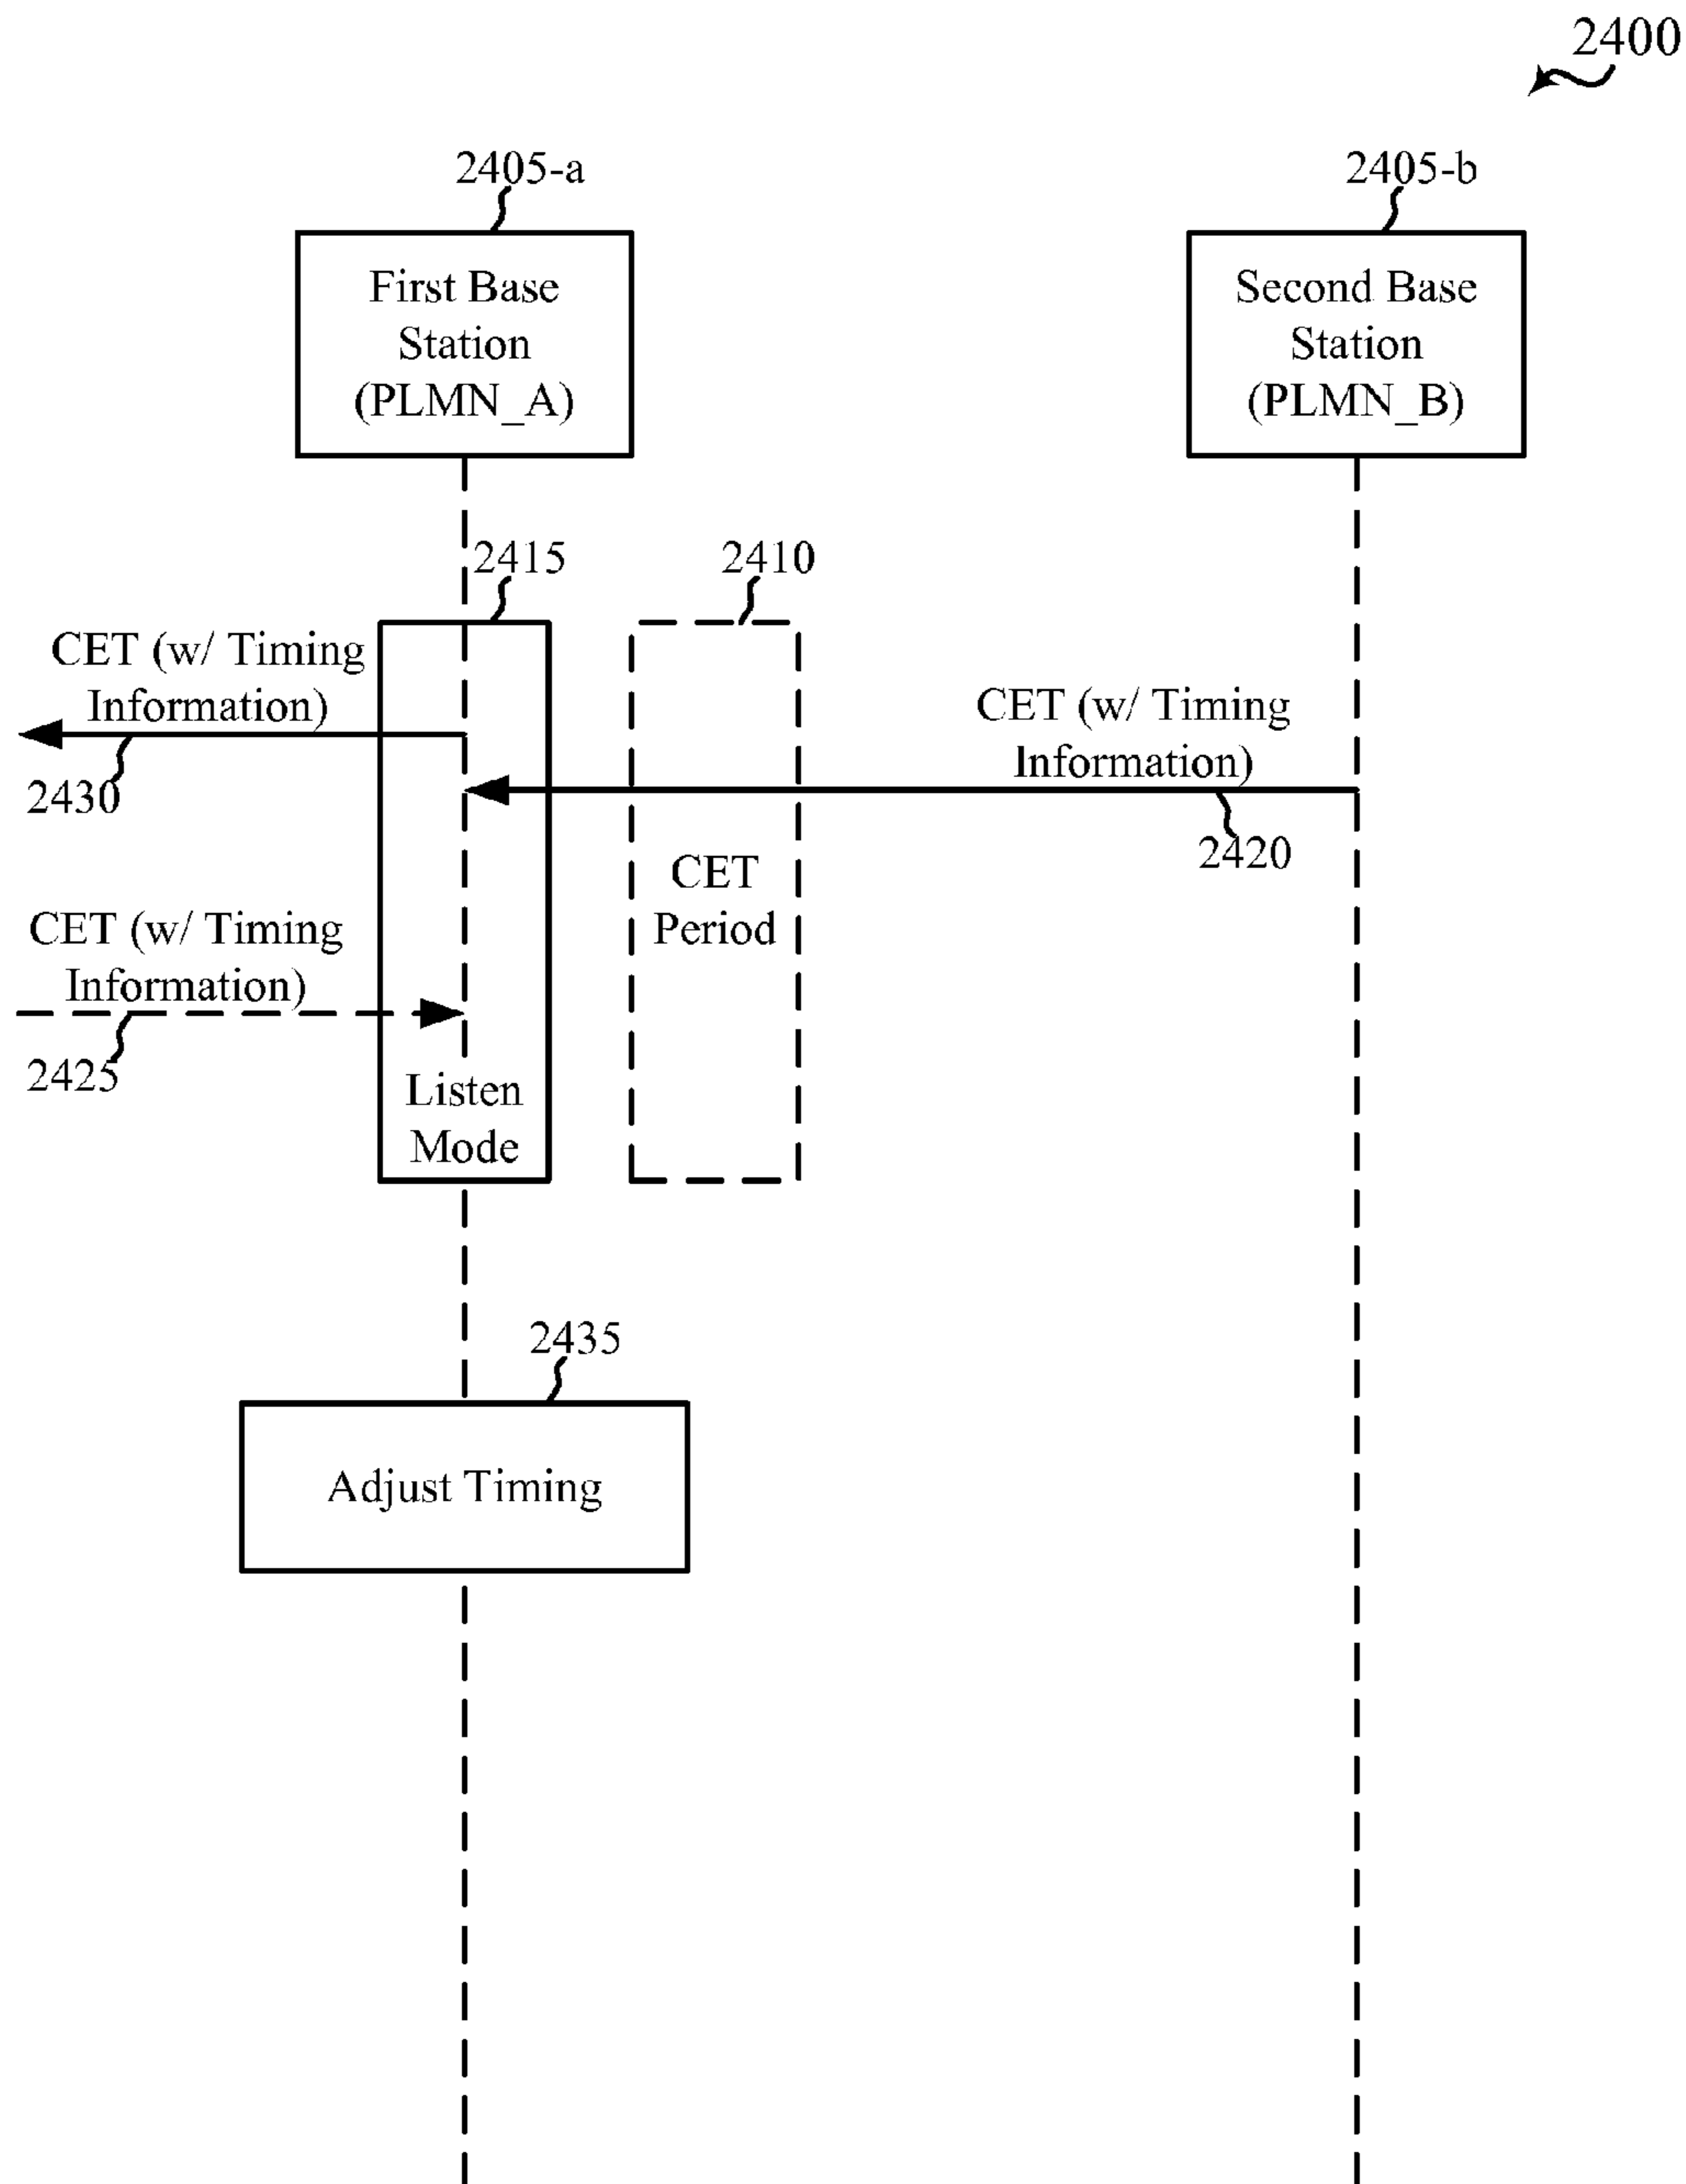 2400
2405-a
2405-b
First Base
Station
(PLMN_A)
Second Base
Station
(PLMN_B)
2415
2410
CET (w/ Timing
Information)
2430
CET (w/ Timing
Information)
2420
CET
Period
CET (w/ Timing
Information)
2425
Listen
Mode
2435
Adjust Timing